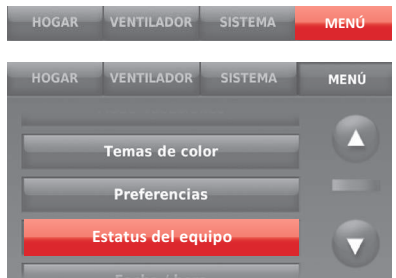 HOGAR VENTILADOR SISTEMA MENÚ
HOGAR VENTILADOR SISTEMA MENÚ
Temas de color
Preferencias
Estatus del equipo